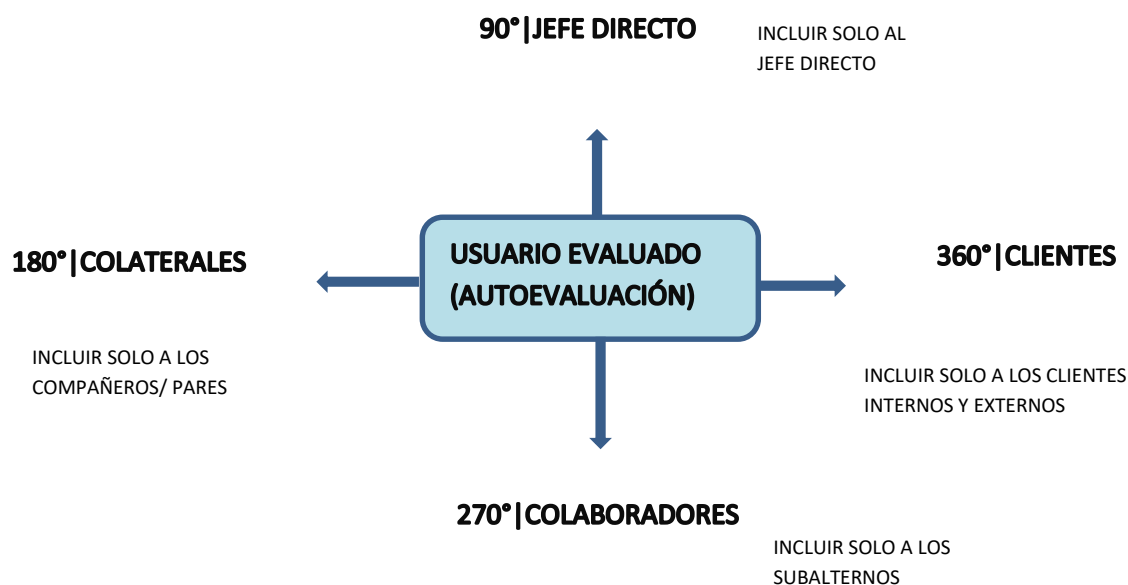 90°|JEFE DIRECTO
INCLUIR SOLO AL
JEFE DIRECTO
180°|COLATERALES
INCLUIR SOLO A LOS
COMPAÑEROS/ PARES
USUARIO EVALUADO
(AUTOEVALUACIÓN)
360°|CLIENTES
INCLUIR SOLO A LOS CLIENTES
INTERNOS Y EXTERNOS
270°|COLABORADORES
INCLUIR SOLO A LOS
SUBALTERNOS